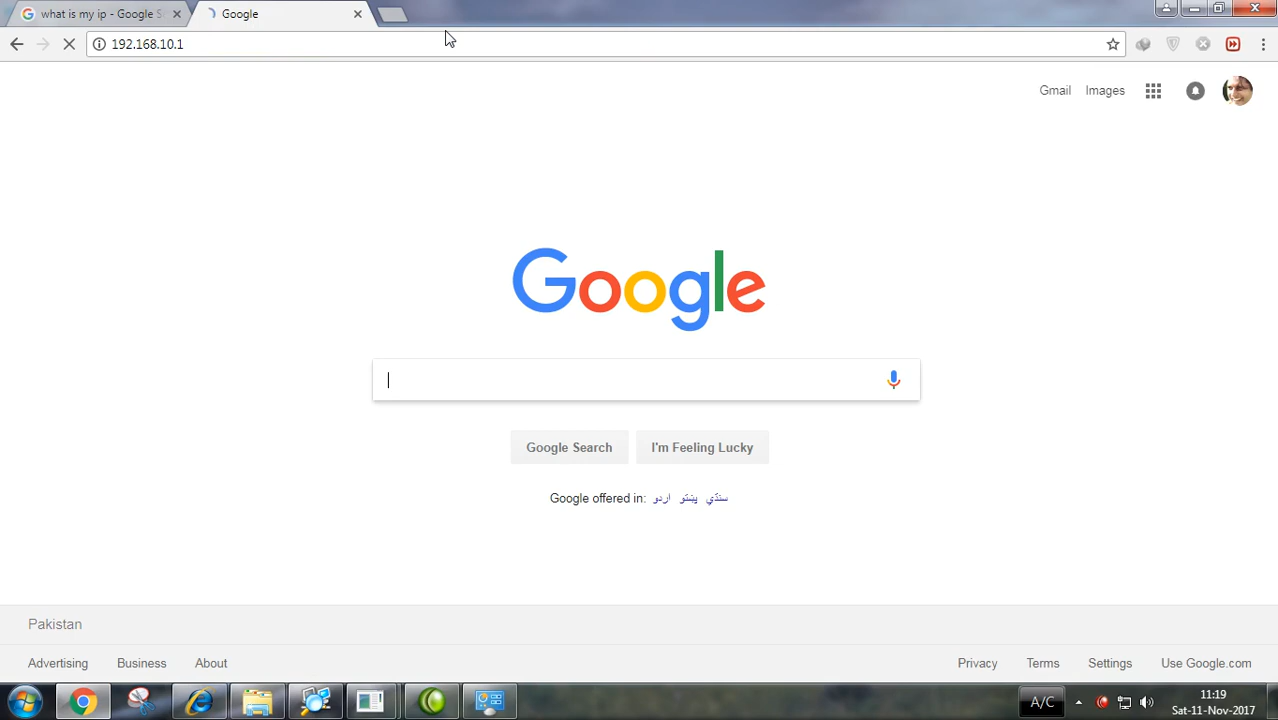 what is my ip - Google S
Google
192.168.10.1
Gmail Images
Google
Google Search I'm Feeling Lucky
Google offered in: اردو پښتو سنڌي
Pakistan
Advertising Business About
Privacy Terms Settings Use Google.com
A/C
11:19
Sat-11-Nov-2017